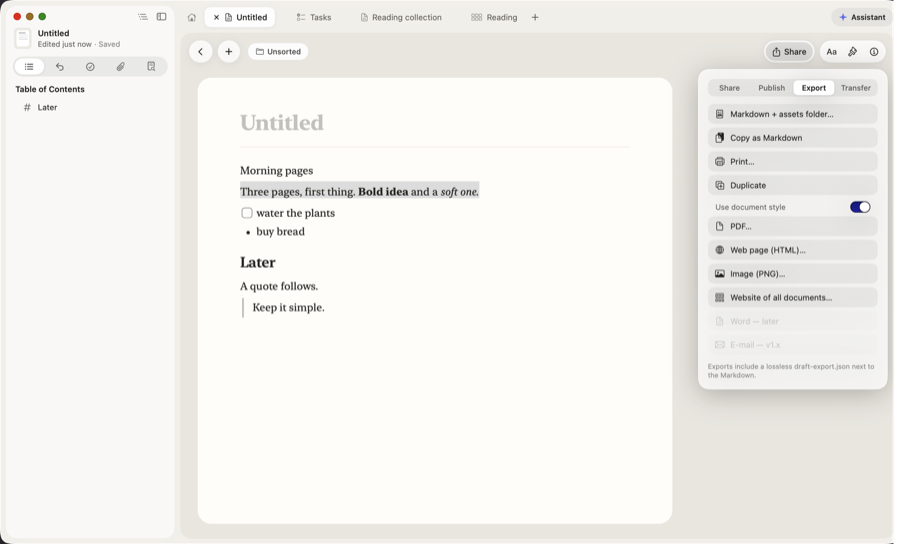 Untitled
Edited just now · Saved
Table of Contents
# Later
Untitled
Tasks
Reading collection
Reading
Assistant
Unsorted
Share
Aa
Untitled
Morning pages
Three pages, first thing. Bold idea and a soft one.
water the plants
• buy bread
Later
A quote follows.
Keep it simple.
Share
Publish
Export
Transfer
Markdown + assets folder...
Copy as Markdown
Print...
Duplicate
Use document style
PDF...
Web page (HTML)...
Image (PNG)...
Website of all documents...
Word — later
E-mail — v1.x
Exports include a lossless draft-export.json next to
the Markdown.